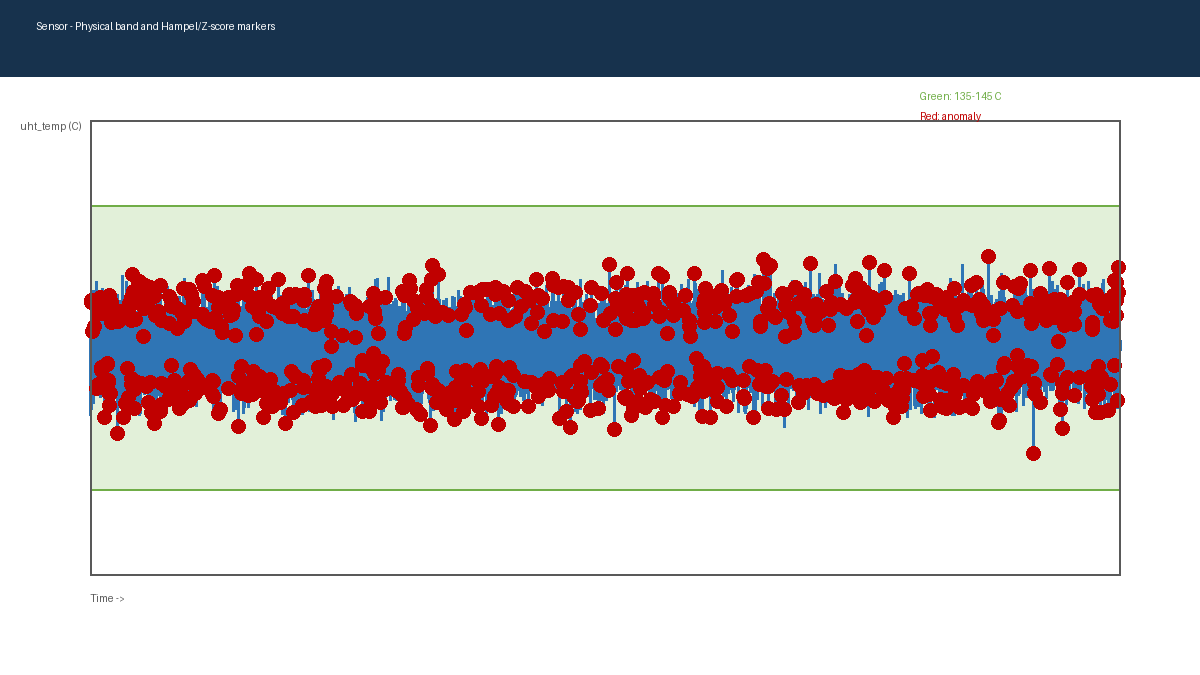 Sensor - Physical band and Hampel/Z-score markers
Green: 135-145 C
Red: anomaly
uht_temp (C)
Time ->